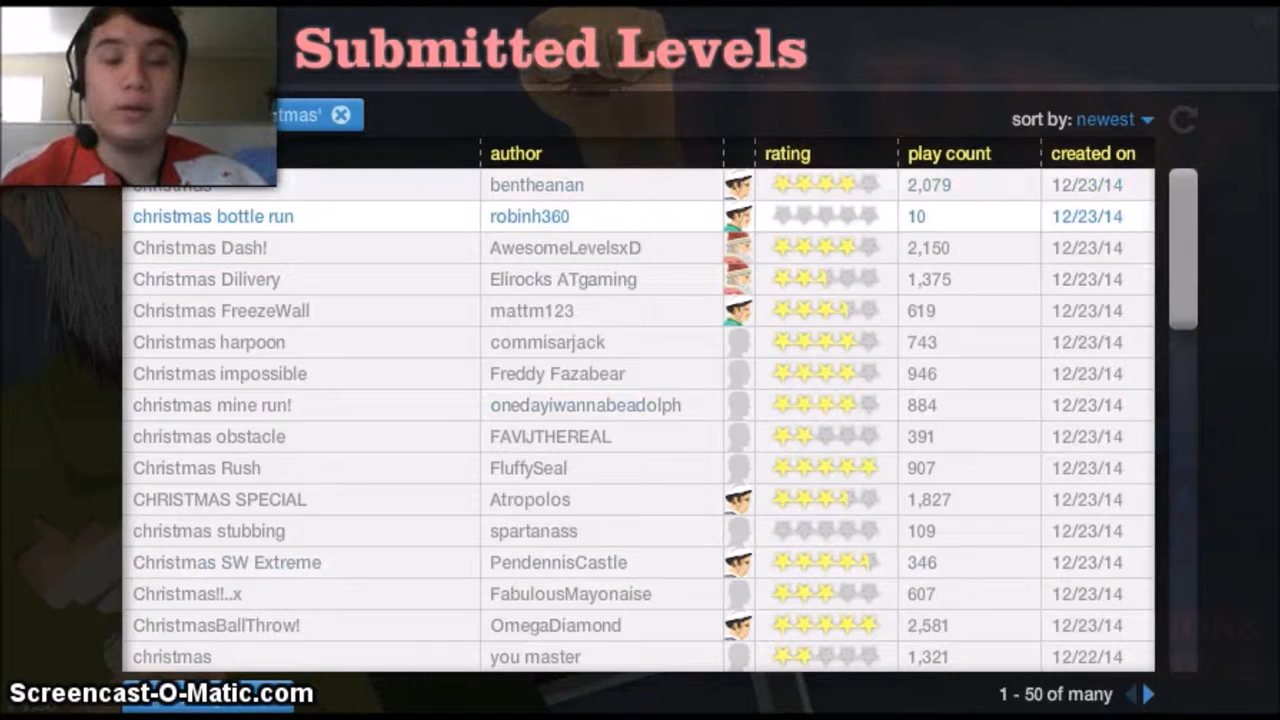 Submitted Levels
tmas'
sort by: newest
author rating play count created on
christmas bentheanan 2,079 12/23/14
christmas bottle run robinh360 10 12/23/14
Christmas Dash! AwesomeLevelsxD 2,150 12/23/14
Christmas Dilivery Elirocks ATgaming 1,375 12/23/14
Christmas FreezeWall mattm123 619 12/23/14
Christmas harpoon commisarjack 743 12/23/14
Christmas impossible Freddy Fazabear 946 12/23/14
christmas mine run! onedayiwannabeadolph 884 12/23/14
christmas obstacle FAVIJTHEREAL 391 12/23/14
Christmas Rush FluffySeal 907 12/23/14
CHRISTMAS SPECIAL Atropolos 1,827 12/23/14
christmas stubbing spartanass 109 12/23/14
Christmas SW Extreme PendennisCastle 346 12/23/14
Christmas!!..x FabulousMayonaise 607 12/23/14
ChristmasBallThrow! OmegaDiamond 2,581 12/23/14
christmas you master 1,321 12/22/14
Screencast-O-Matic.com
1 - 50 of many